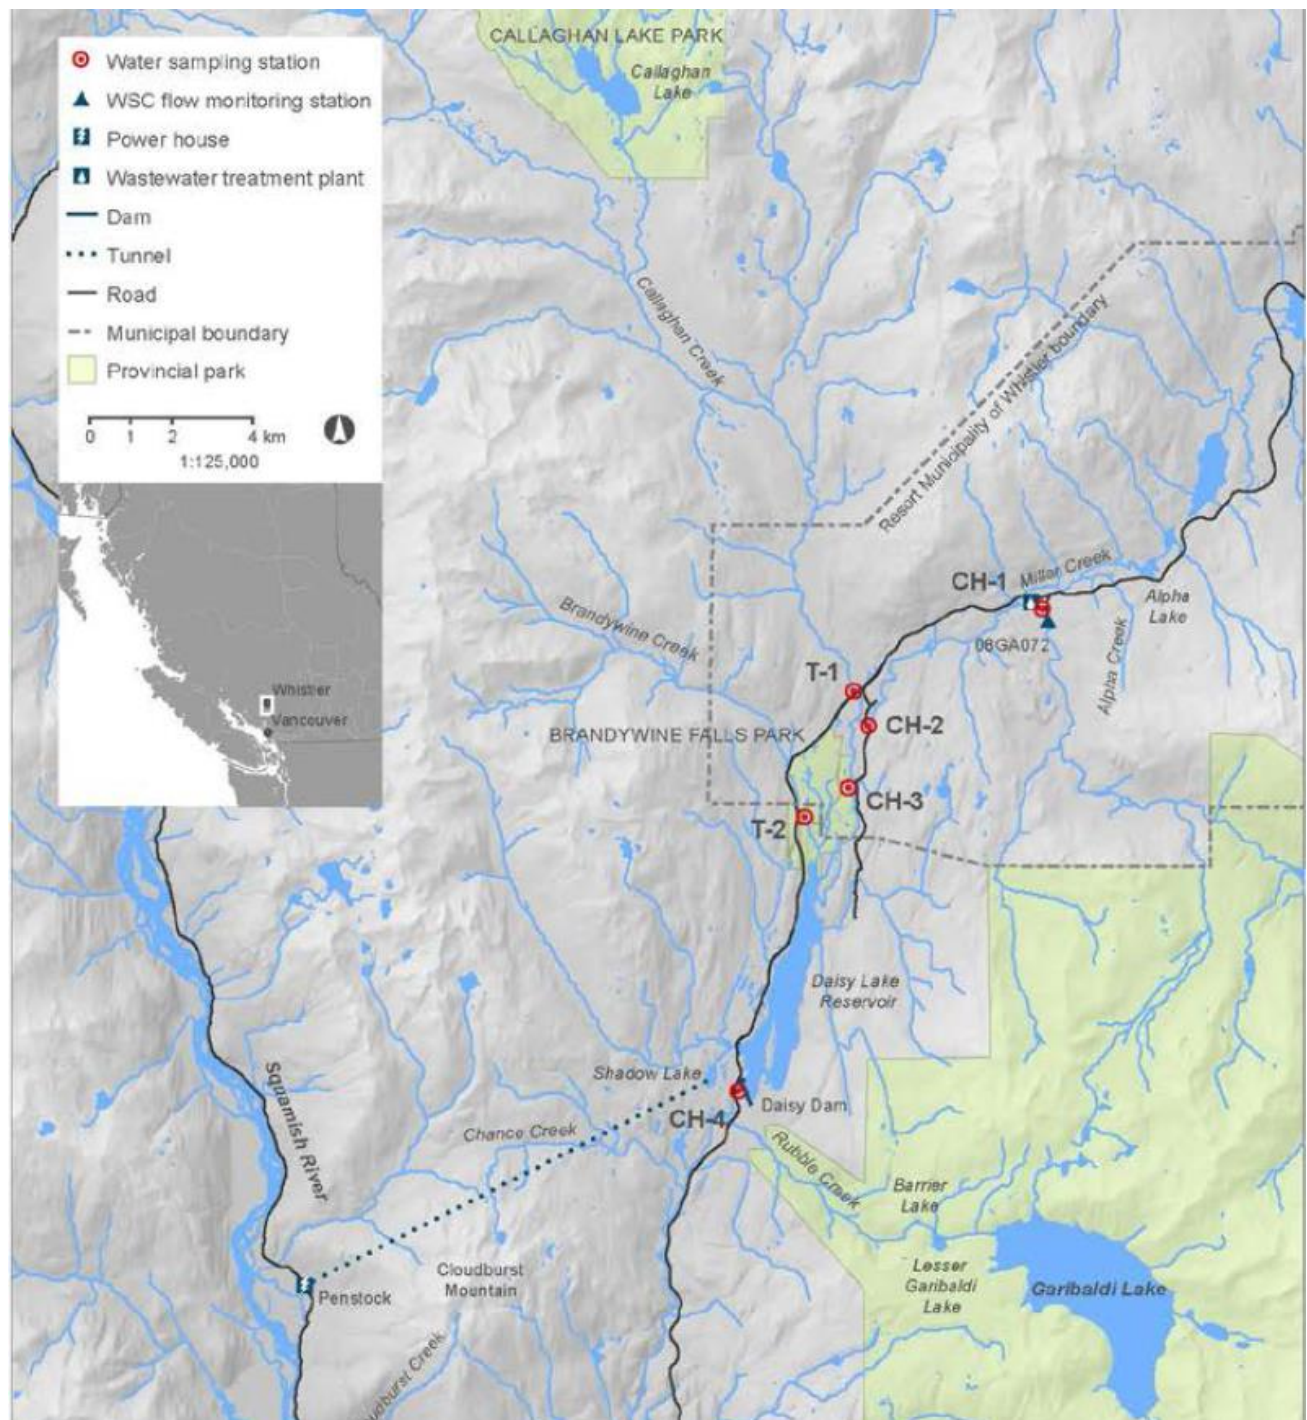 CALLAGHAN LAKE PARK
Callaghan
Lake
Water sampling station
WSC flow monitoring station
Power house
Wastewater treatment plant
Dam
Tunnel
Road
Municipal boundary
Provincial park
0 1 2 4 km
1:125,000
Whistler
Vancouver
Callaghan Creek
Resort Municipality of Whistler boundary
CH-1
Millar Creek
Alpha
Lake
08GA072
Alpha Creek
Brandywine Creek
T-1
BRANDYWINE FALLS PARK
CH-2
CH-3
T-2
Daisy Lake
Reservoir
Shadow Lake
Daisy Dam
CH-4
Chance Creek
Squamish River
Rubble Creek
Barrier
Lake
Lesser
Garibaldi
Lake
Garibaldi Lake
Cloudburst
Mountain
Penstock
udburst Creek